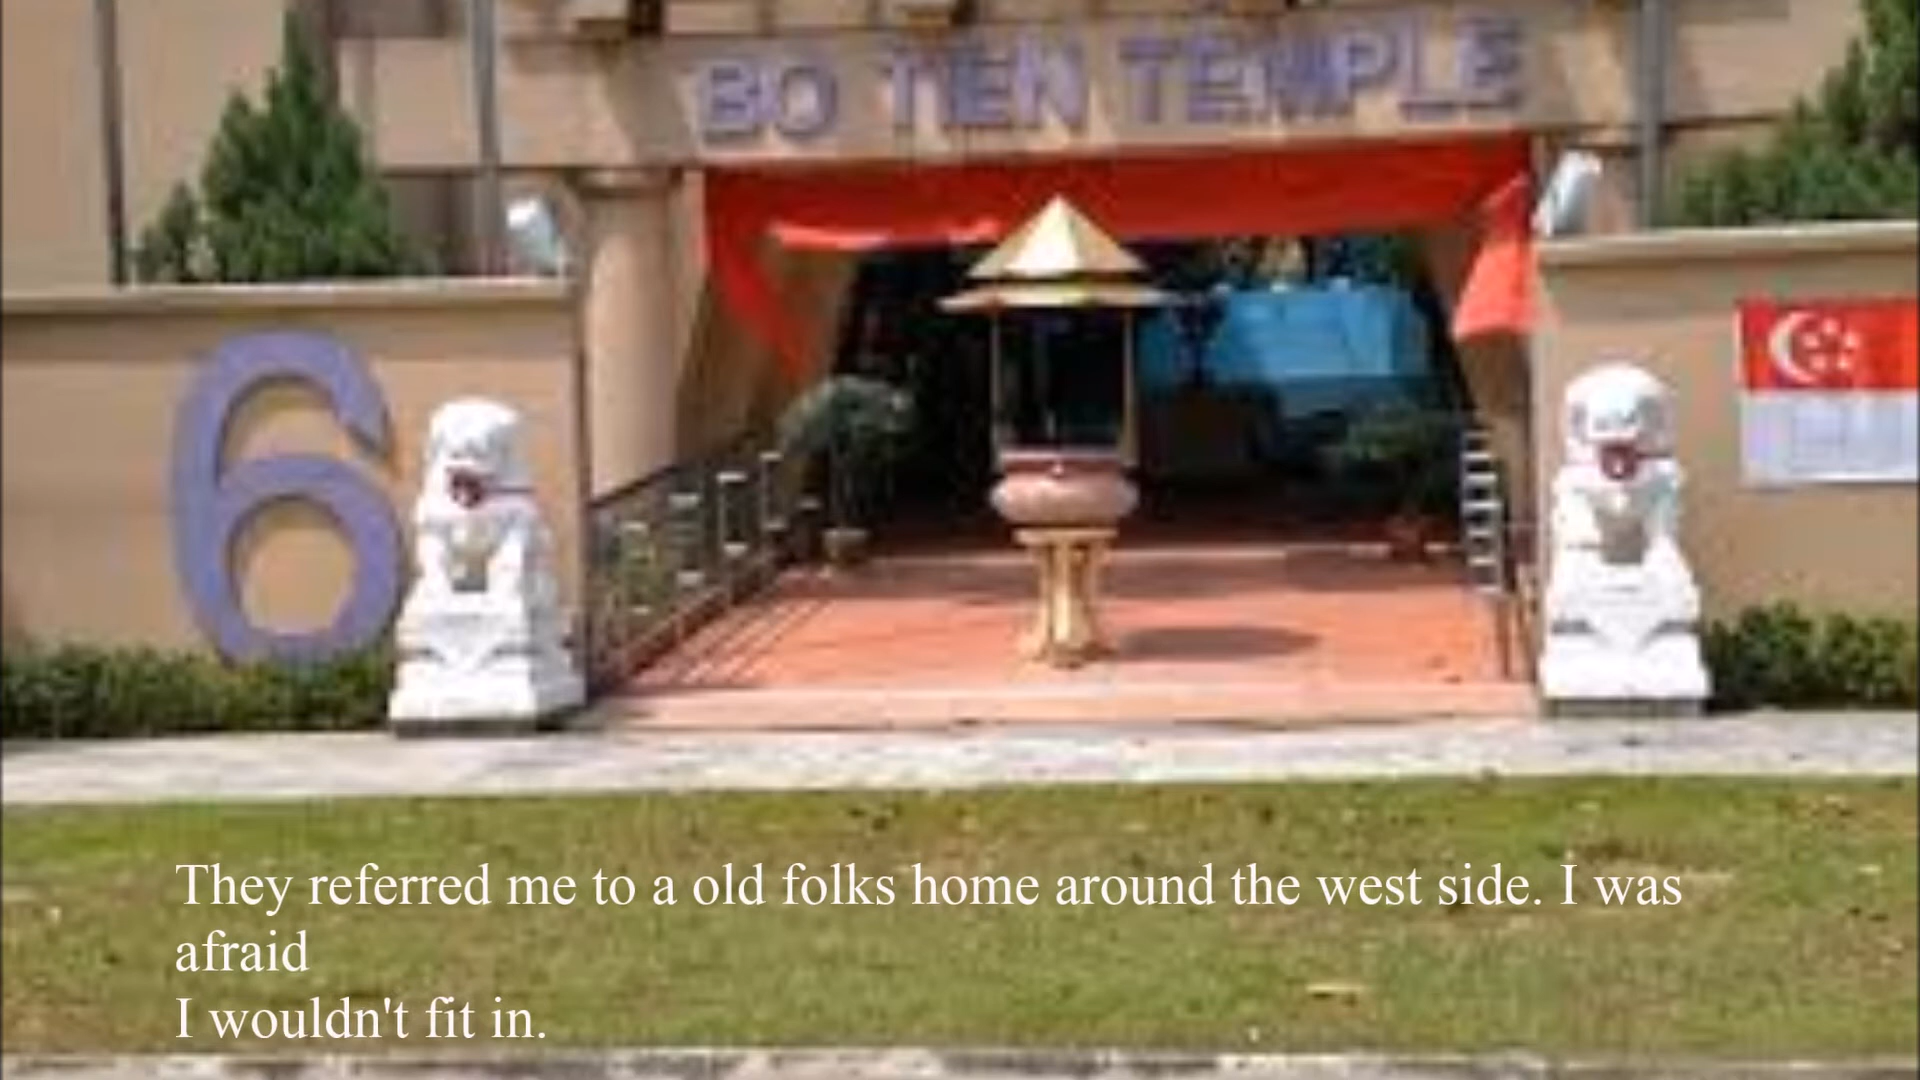 BO TIEN TEMPLE
6
They referred me to a old folks home around the west side. I was
afraid
I wouldn't fit in.